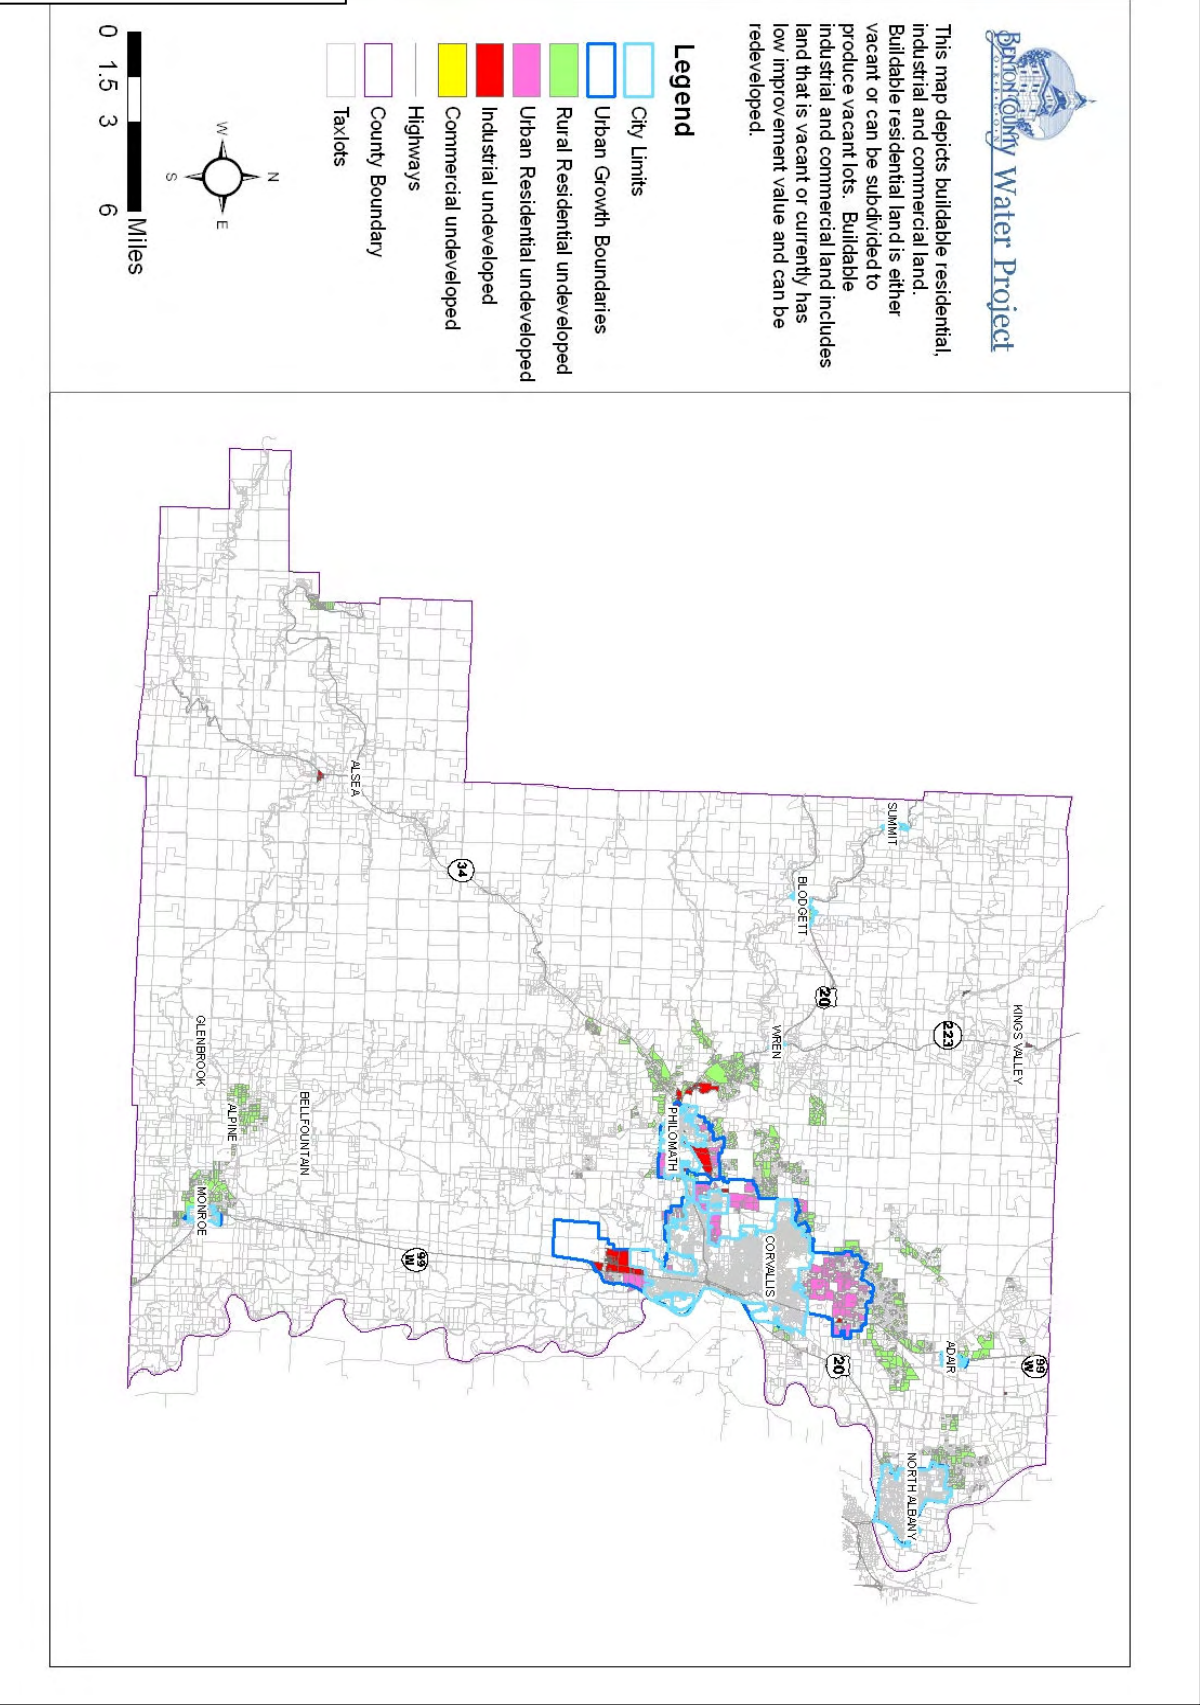 BENTON COUNTY
OREGON
Water Project
This map depicts buildable residential,
industrial and commercial land.
Buildable residential land is either
vacant or can be subdivided to
produce vacant lots. Buildable
industrial and commercial land includes
land that is vacant or currently has
low improvement value and can be
redeveloped.
Legend
City Limits
Urban Growth Boundaries
Rural Residential undeveloped
Urban Residential undeveloped
Industrial undeveloped
Commercial undeveloped
Highways
County Boundary
Taxlots
N
W
E
S
0 1.5 3 6
Miles
KINGS VALLEY
223
99
W
SUMMIT
ADAIR
NORTH ALBANY
20
BLODGETT
20
WREN
CORVALLIS
PHILOMATH
34
99
W
ALSEA
BELLFOUNTAIN
ALPINE
GLENBROOK
MONROE